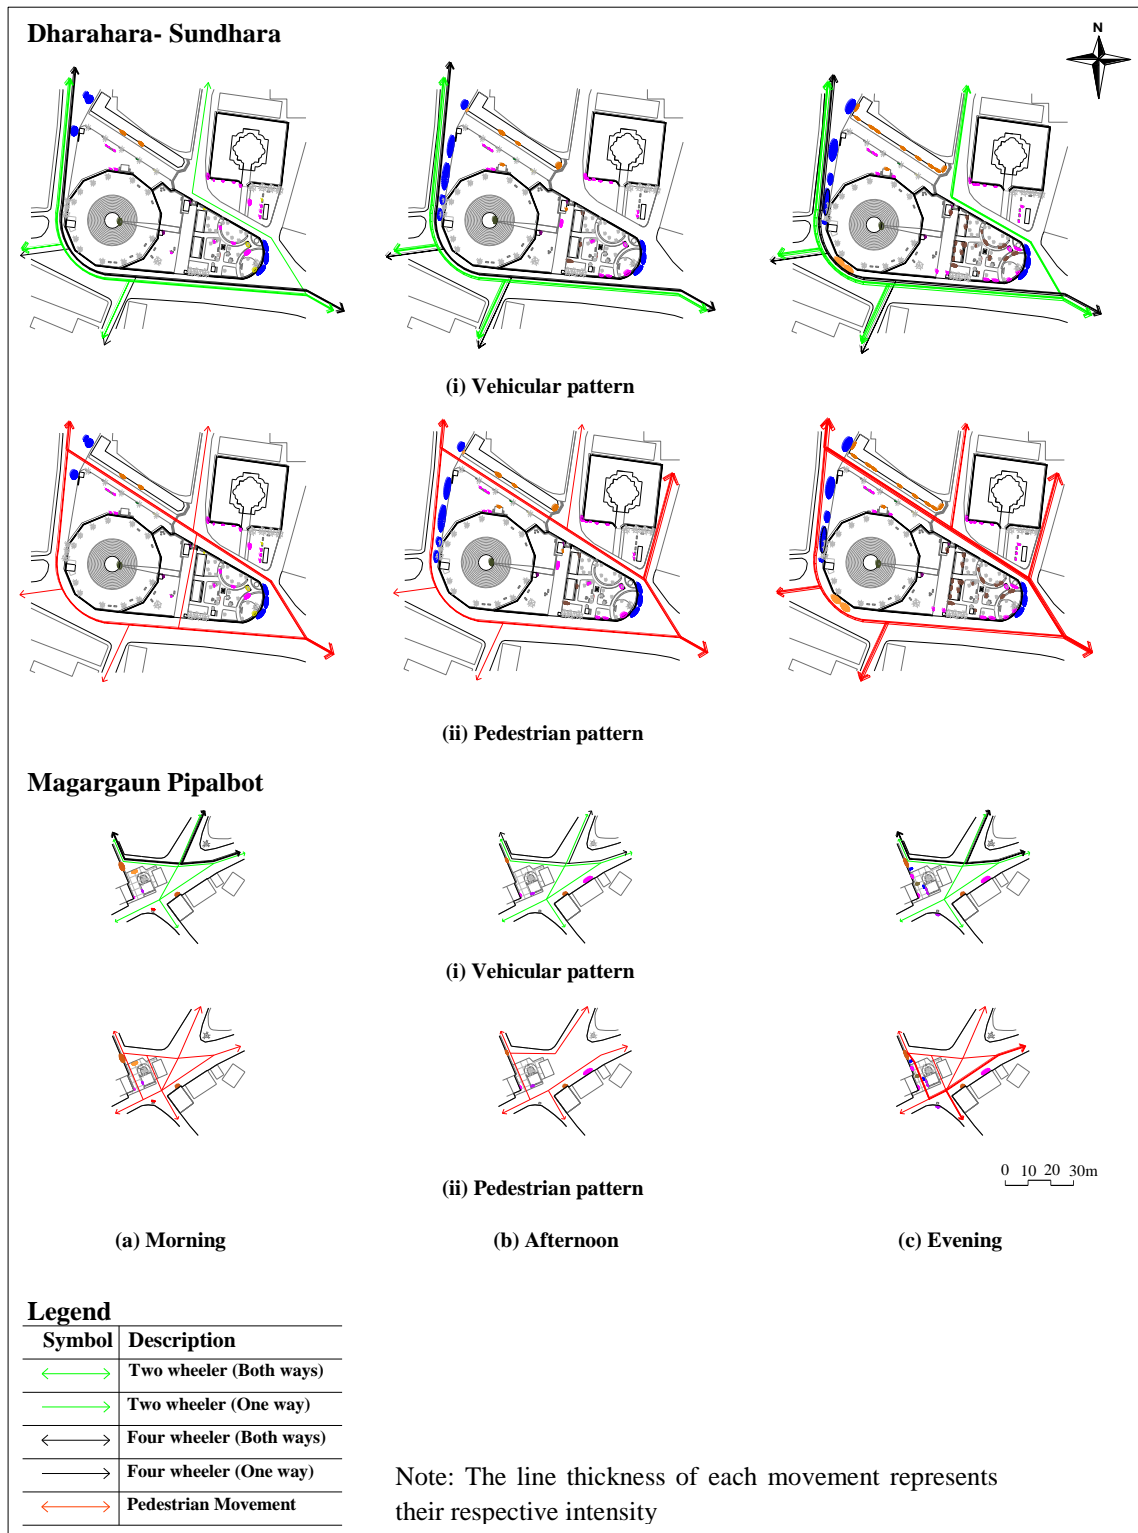 Dharahara- Sundhara
N
(i) Vehicular pattern
(ii) Pedestrian pattern
Magargaun Pipalbot
(i) Vehicular pattern
0 10 20 30m
(ii) Pedestrian pattern
(a) Morning
(b) Afternoon
(c) Evening
Legend
Symbol Description
Two wheeler (Both ways)
Two wheeler (One way)
Four wheeler (Both ways)
Four wheeler (One way)
Pedestrian Movement
Note: The line thickness of each movement represents
their respective intensity